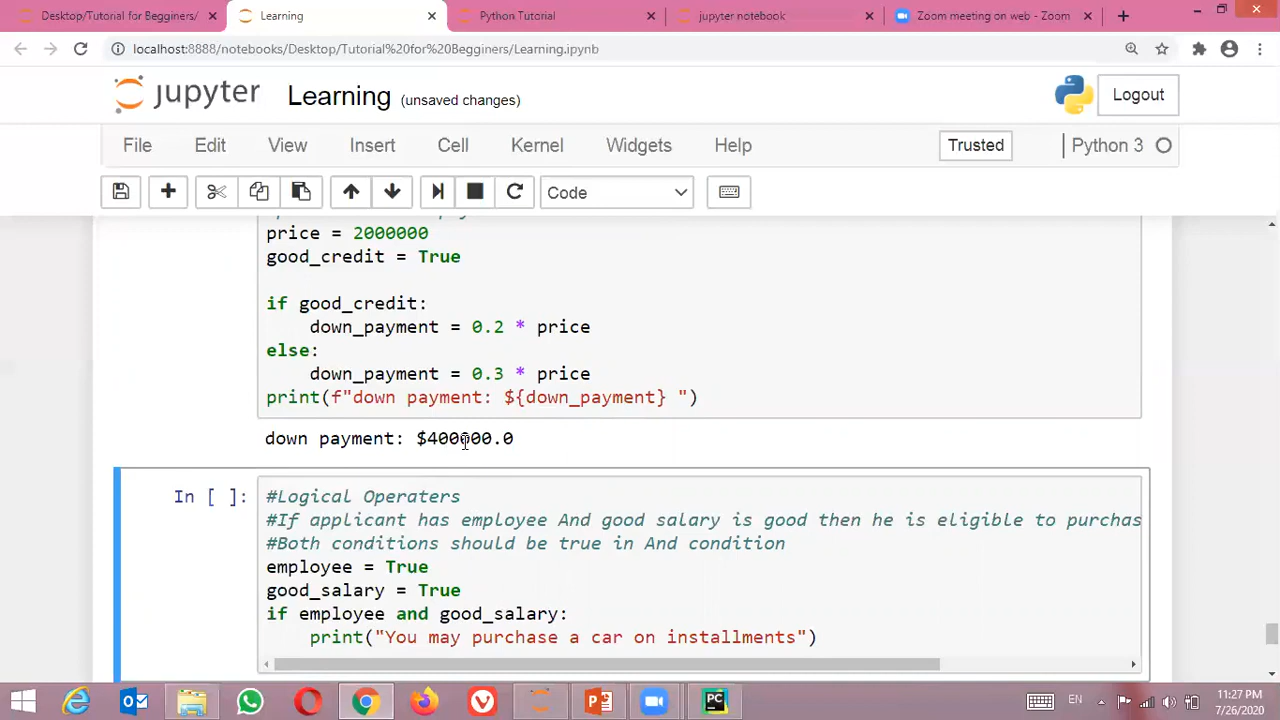 Desktop/Tutorial for Begginers/
Learning
Python Tutorial
jupyter notebook
Zoom meeting on web - Zoom
localhost:8888/notebooks/Desktop/Tutorial%20for%20Begginers/Learning.ipynb
jupyter Learning (unsaved changes)
Logout
File Edit View Insert Cell Kernel Widgets Help
Trusted
Python 3
Code
price = 2000000
good_credit = True
if good_credit:
down_payment = 0.2 * price
else:
down_payment = 0.3 * price
print(f"down payment: ${down_payment} ")
down payment: $400000.0
In [ ]:
#Logical Operaters
#If applicant has employee And good salary is good then he is eligible to purchas
#Both conditions should be true in And condition
employee = True
good_salary = True
if employee and good_salary:
print("You may purchase a car on installments")
EN
11:27 PM
7/26/2020